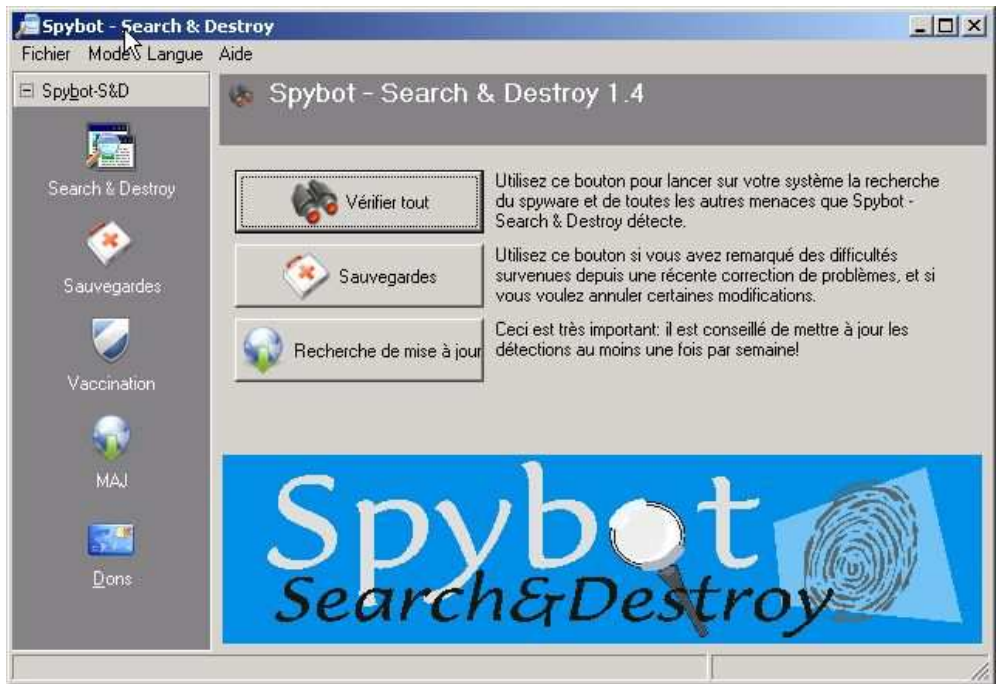 Spybot - Search & Destroy
Fichier Mode Langue Aide
Spybot-S&D
Search & Destroy
Sauvegardes
Vaccination
MAJ
Dons
Spybot - Search & Destroy 1.4
Vérifier tout
Utilisez ce bouton pour lancer sur votre système la recherche
du spyware et de toutes les autres menaces que Spybot -
Search & Destroy détecte.
Sauvegardes
Utilisez ce bouton si vous avez remarqué des difficultés
survenues depuis une récente correction de problèmes, et si
vous voulez annuler certaines modifications.
Recherche de mise à jour
Ceci est très important: il est conseillé de mettre à jour les
détections au moins une fois par semaine!
Spybot
Search&Destroy